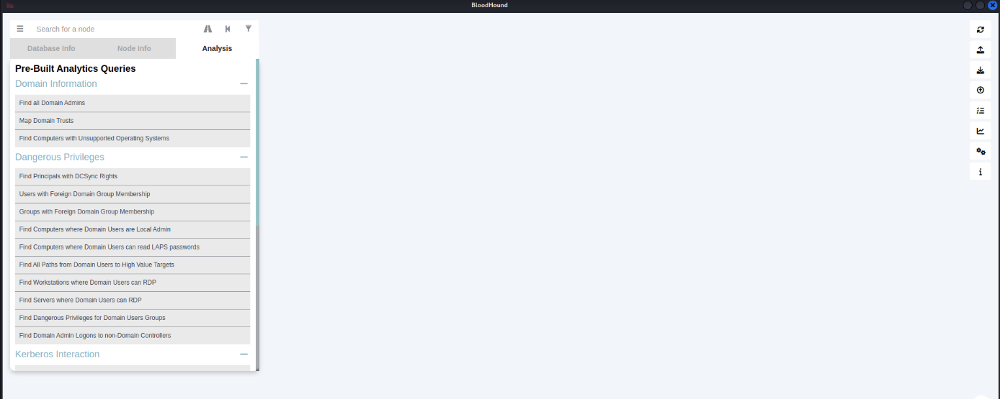 BloodHound
Search for a node
Database Info
Node Info
Analysis
Pre-Built Analytics Queries
Domain Information
Find all Domain Admins
Map Domain Trusts
Find Computers with Unsupported Operating Systems
Dangerous Privileges
Find Principals with DCSync Rights
Users with Foreign Domain Group Membership
Groups with Foreign Domain Group Membership
Find Computers where Domain Users are Local Admin
Find Computers where Domain Users can read LAPS passwords
Find All Paths from Domain Users to High Value Targets
Find Workstations where Domain Users can RDP
Find Servers where Domain Users can RDP
Find Dangerous Privileges for Domain Users Groups
Find Domain Admin Logons to non-Domain Controllers
Kerberos Interaction